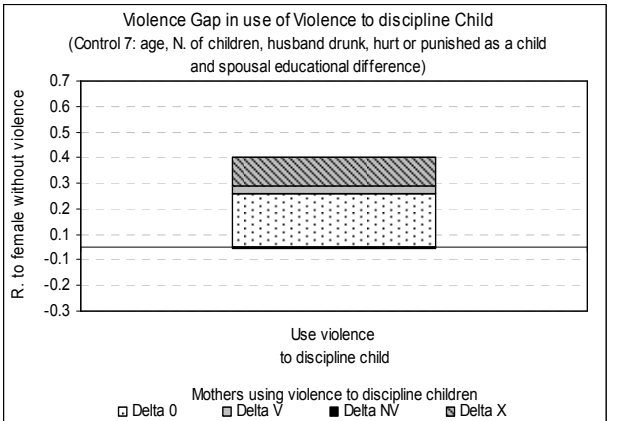 Violence Gap in use of Violence to discipline Child
(Control 7: age, N. of children, husband drunk, hurt or punished as a child
and spousal educational difference)
R. to female without violence
0.7
0.6
0.5
0.4
0.3
0.2
0.1
-0.1
-0.2
-0.3
Use violence
to discipline child
Mothers using violence to discipline children
Delta 0 Delta V Delta NV Delta X